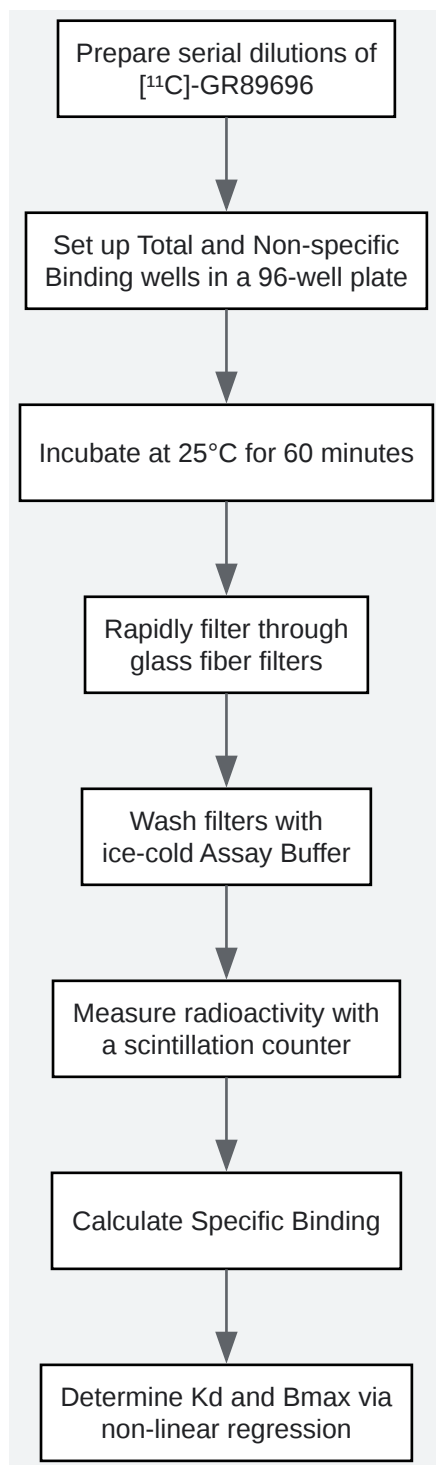 Prepare serial dilutions of
[¹¹C]-GR89696
Set up Total and Non-specific
Binding wells in a 96-well plate
Incubate at 25°C for 60 minutes
Rapidly filter through
glass fiber filters
Wash filters with
ice-cold Assay Buffer
Measure radioactivity with
a scintillation counter
Calculate Specific Binding
Determine Kd and Bmax via
non-linear regression